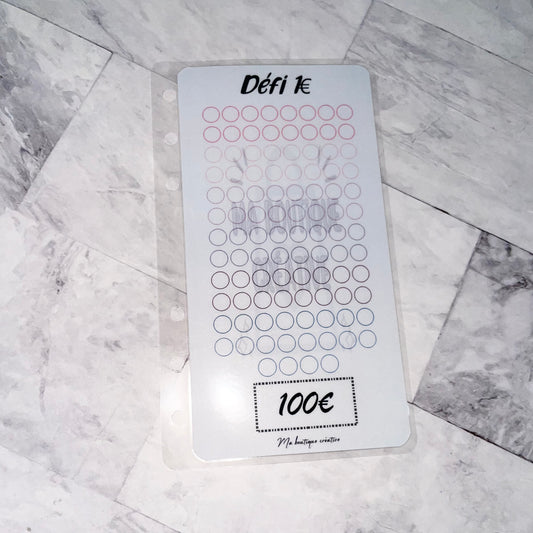 Défi 1€
100€
Ma boutique créative